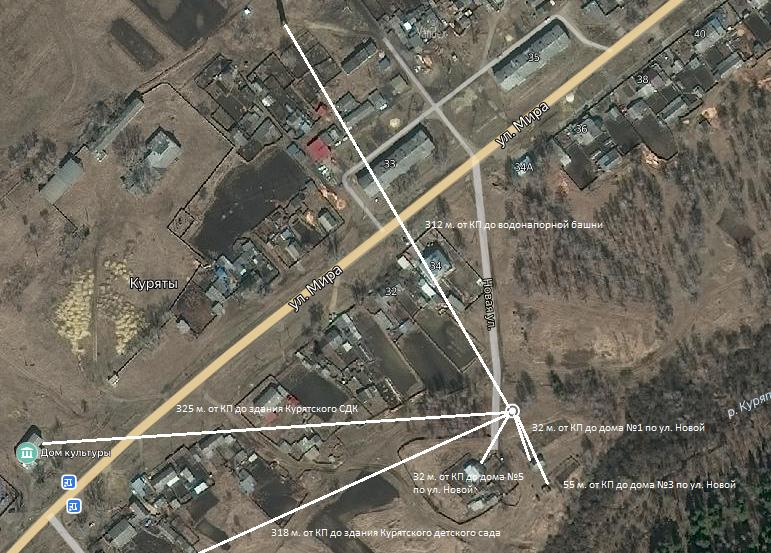 40
35
38
ул. Мира
36
33
34А
312 м. от КП до водонапорной башни
34
Куряты
ул. Мира
32
Новая ул.
325 м. от КП до здания Курятского СДК
р. Куряп
32 м. от КП до дома №1 по ул. Новой
Дом культуры
32 м. от КП до дома №5
по ул. Новой
55 м. от КП до дома №3 по ул. Новой
318 м. от КП до здания Курятского детского сада